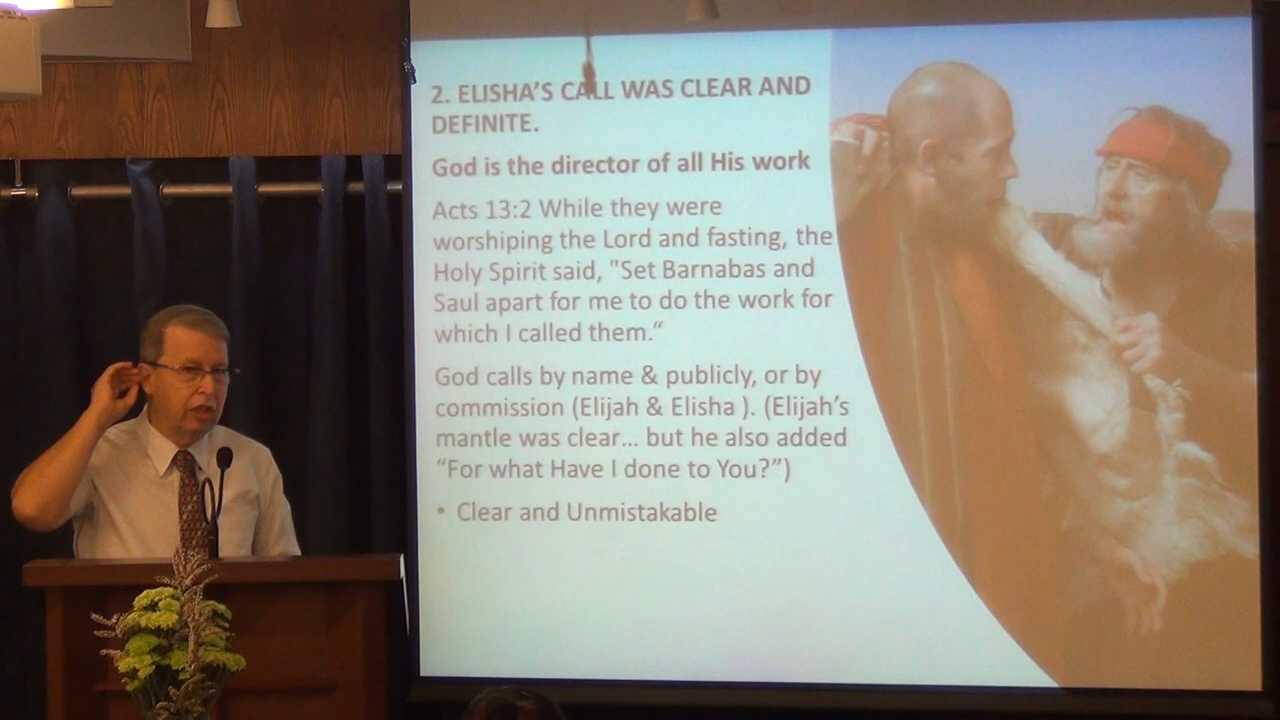 2. ELISHA'S CALL WAS CLEAR AND
DEFINITE.
God is the director of all His work
Acts 13:2 While they were
worshiping the Lord and fasting, the
Holy Spirit said, "Set Barnabas and
Saul apart for me to do the work for
which I called them.“
God calls by name & publicly, or by
commission (Elijah & Elisha ). (Elijah’s
mantle was clear… but he also added
“For what Have I done to You?”)
• Clear and Unmistakable